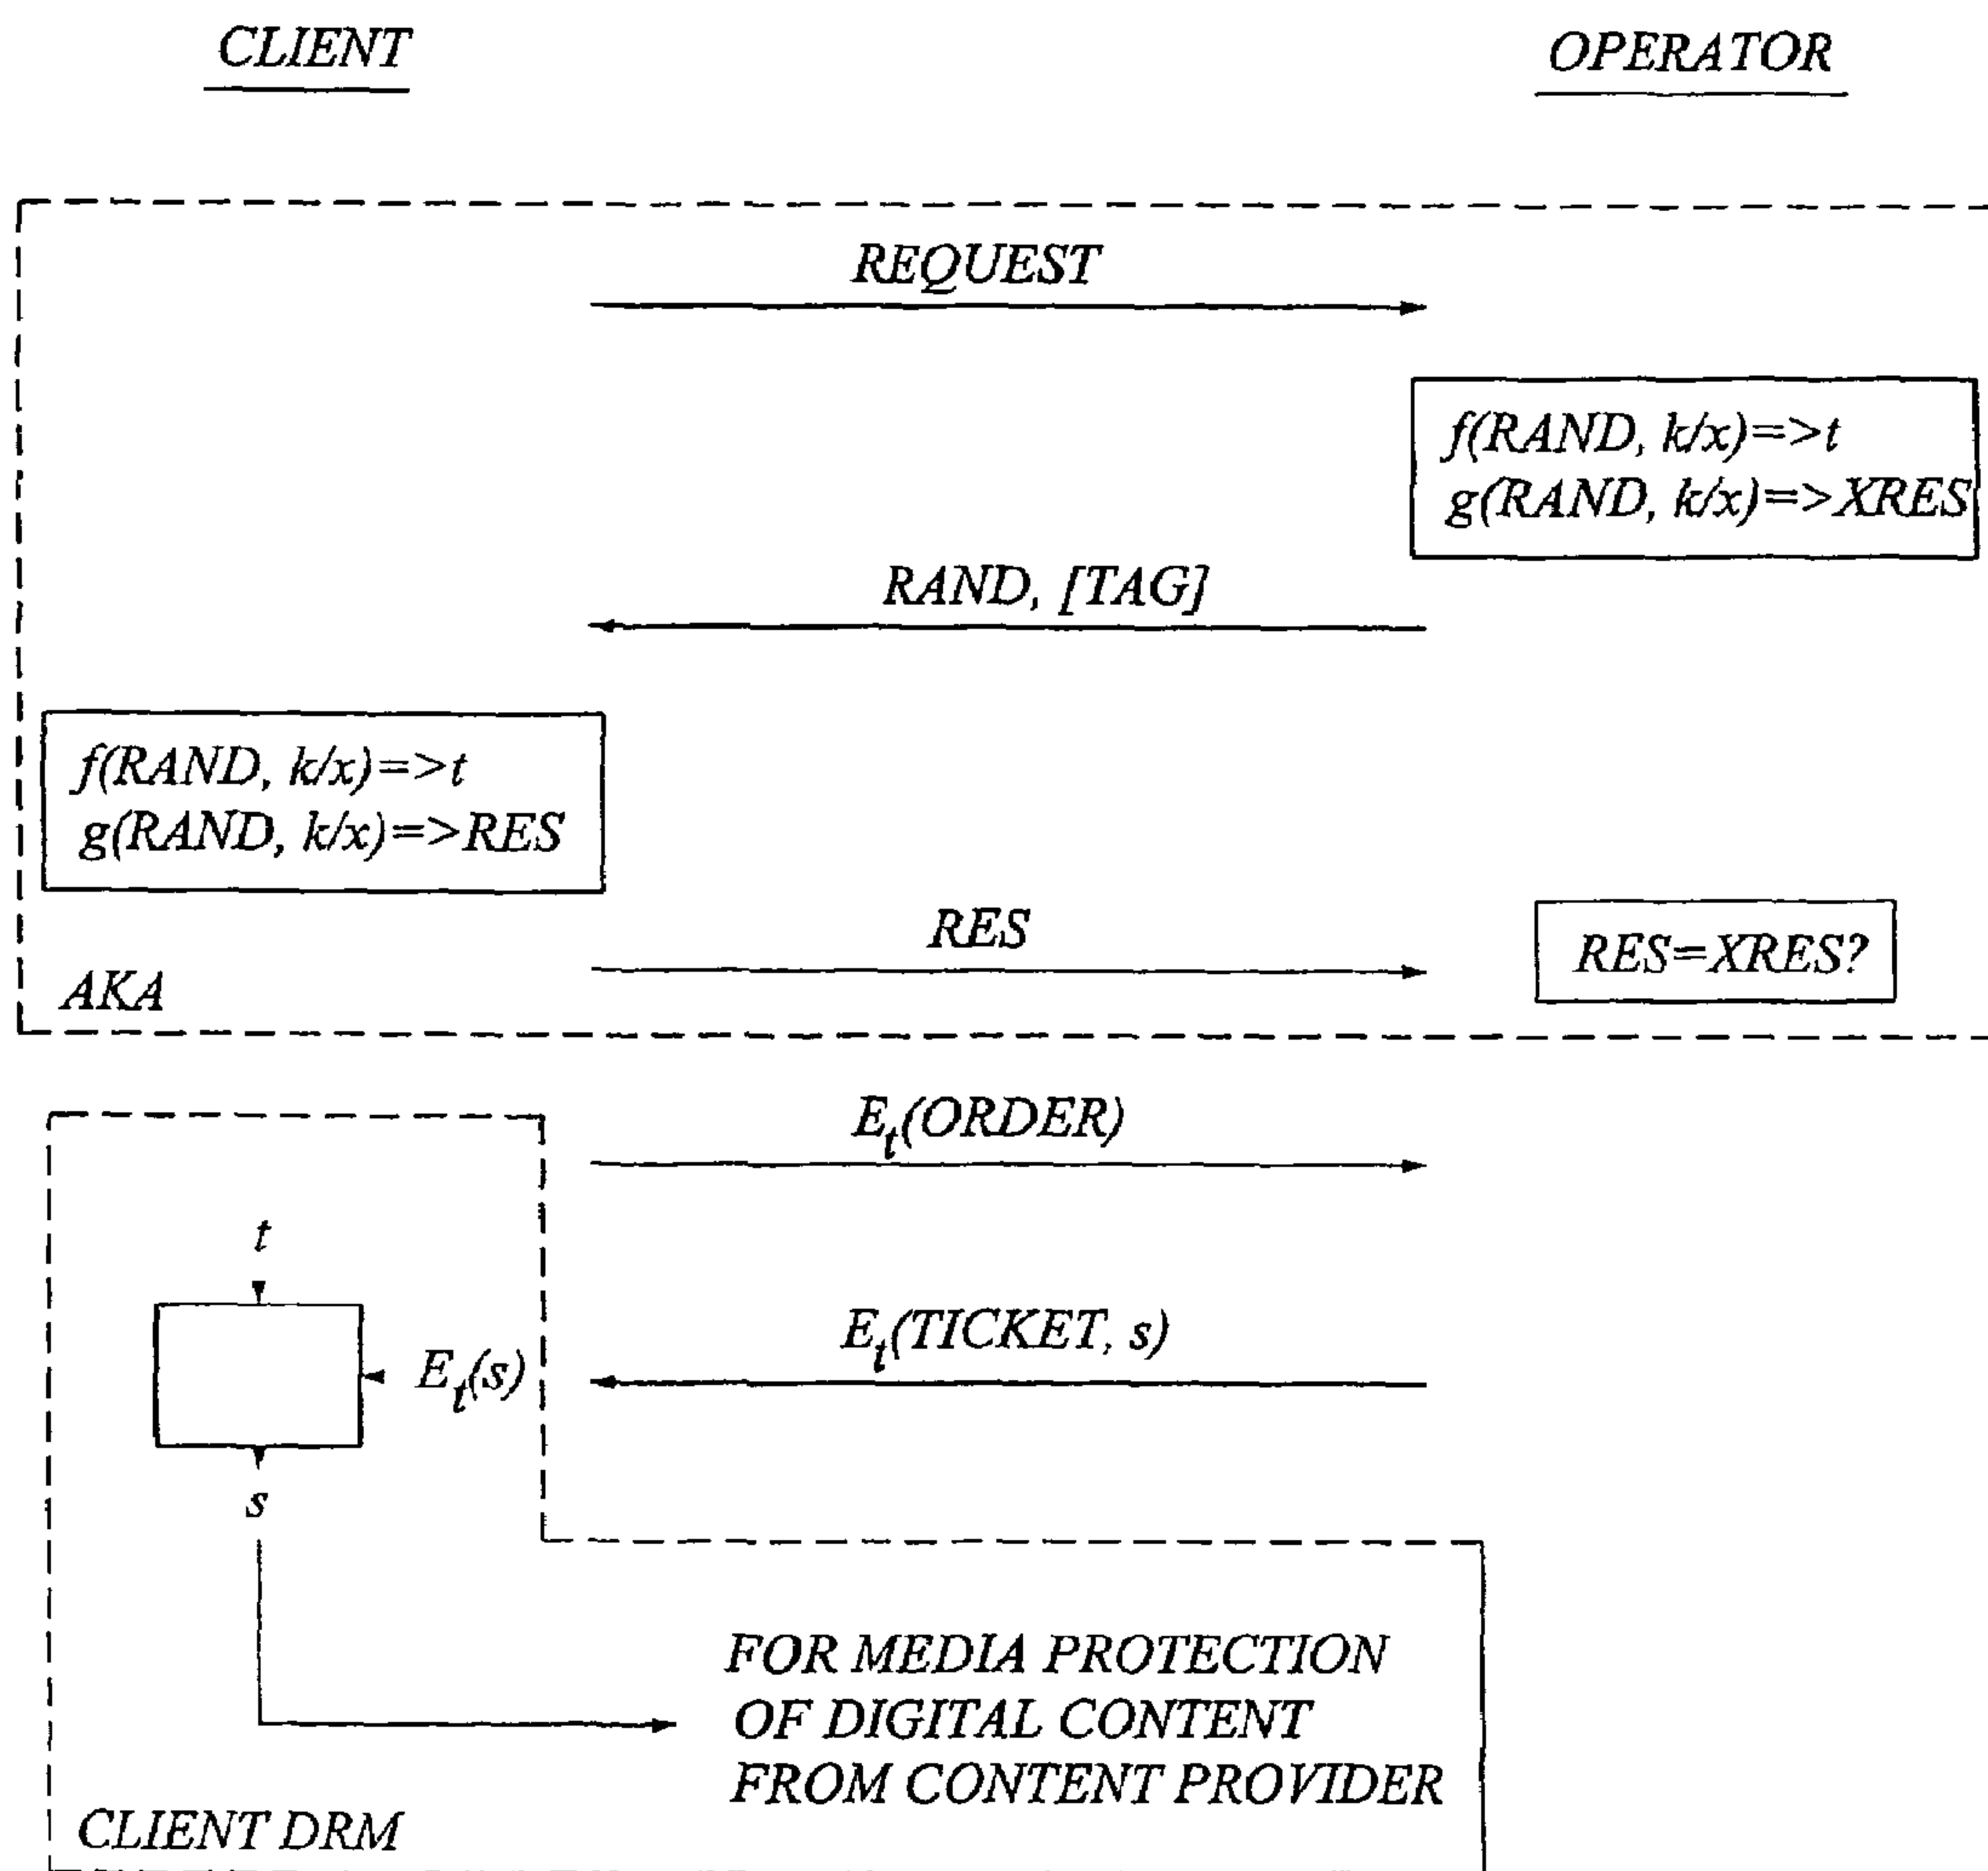 CLIENT
OPERATOR
REQUEST
f(RAND, k/x)=>t
g(RAND, k/x)=>XRES
RAND, [TAG]
f(RAND, k/x)=>t
g(RAND, k/x)=>RES
RES
RES=XRES?
AKA
E_t(ORDER)
t
E_t(TICKET, s)
E_t(s)
s
FOR MEDIA PROTECTION
OF DIGITAL CONTENT
FROM CONTENT PROVIDER
CLIENT DRM